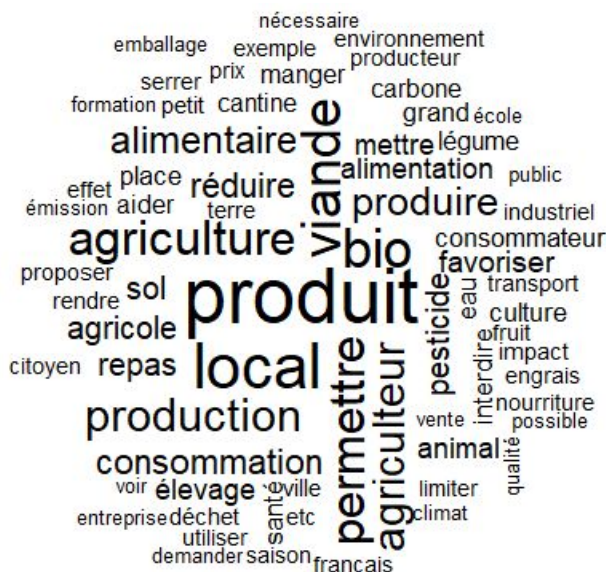 nécessaire
emballage exemple environnement
serrer prix manger producteur
formation petit cantine carbone
grand école
alimentaire viande mettre légume
effet place réduire alimentation public
émission aider terre produire industriel
agriculture bio consommateur
proposer sol favoriser
rendre produit pesticide eau transport
agricole culture
citoyen repas local interdire fruit
impact
engrais
production permettre agriculteur nourriture
vente possible
consommation animal qualité
voir élevage ville limiter
entreprise déchet santé etc climat
utiliser
demander saison francais